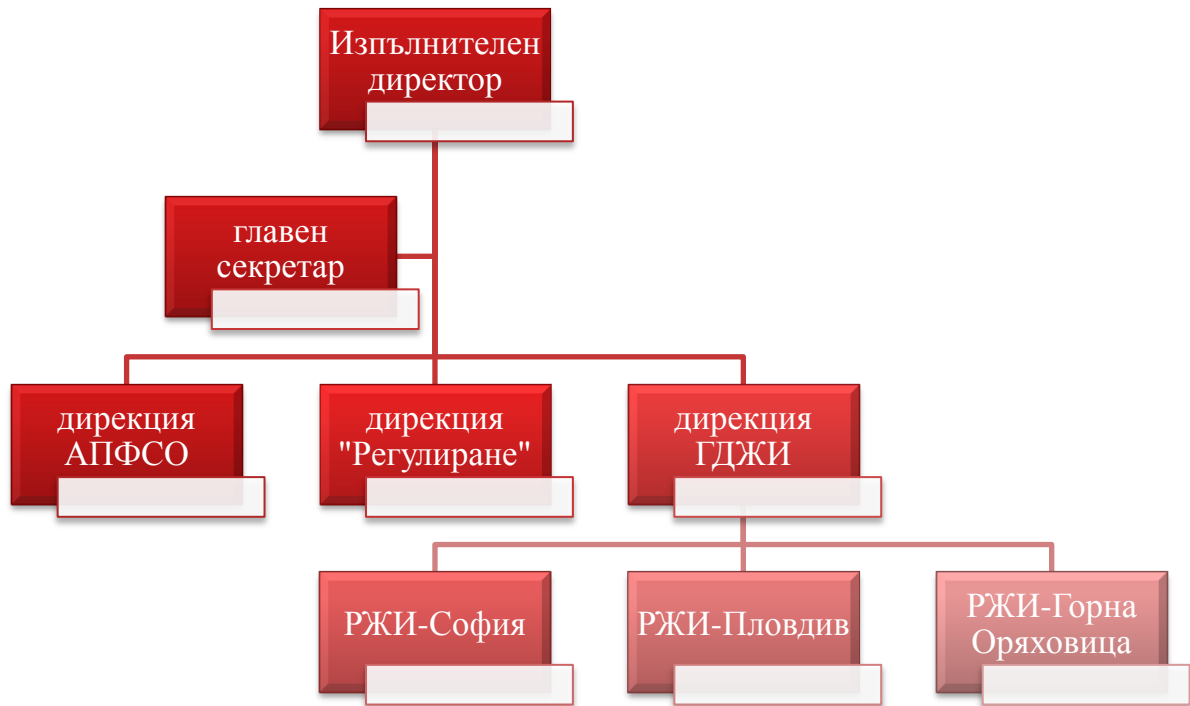 Изпълнителен
директор
главен
секретар
дирекция
АПФСО
дирекция
"Регулиране"
дирекция
ГДЖИ
РЖИ-София
РЖИ-Пловдив
РЖИ-Горна
Оряховица